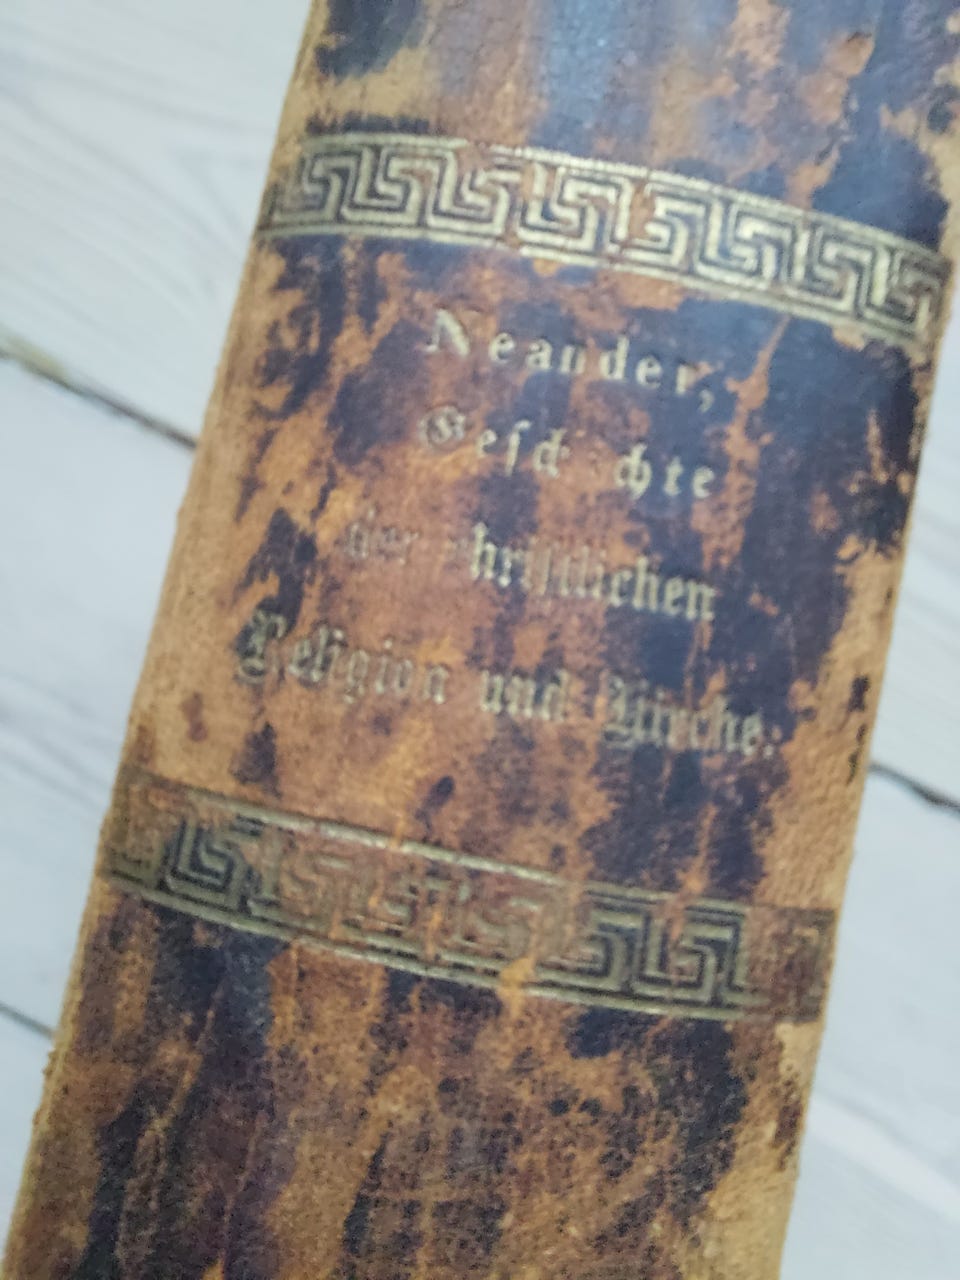 Neander,
Geschichte
der christlichen
Religion und Kirche.